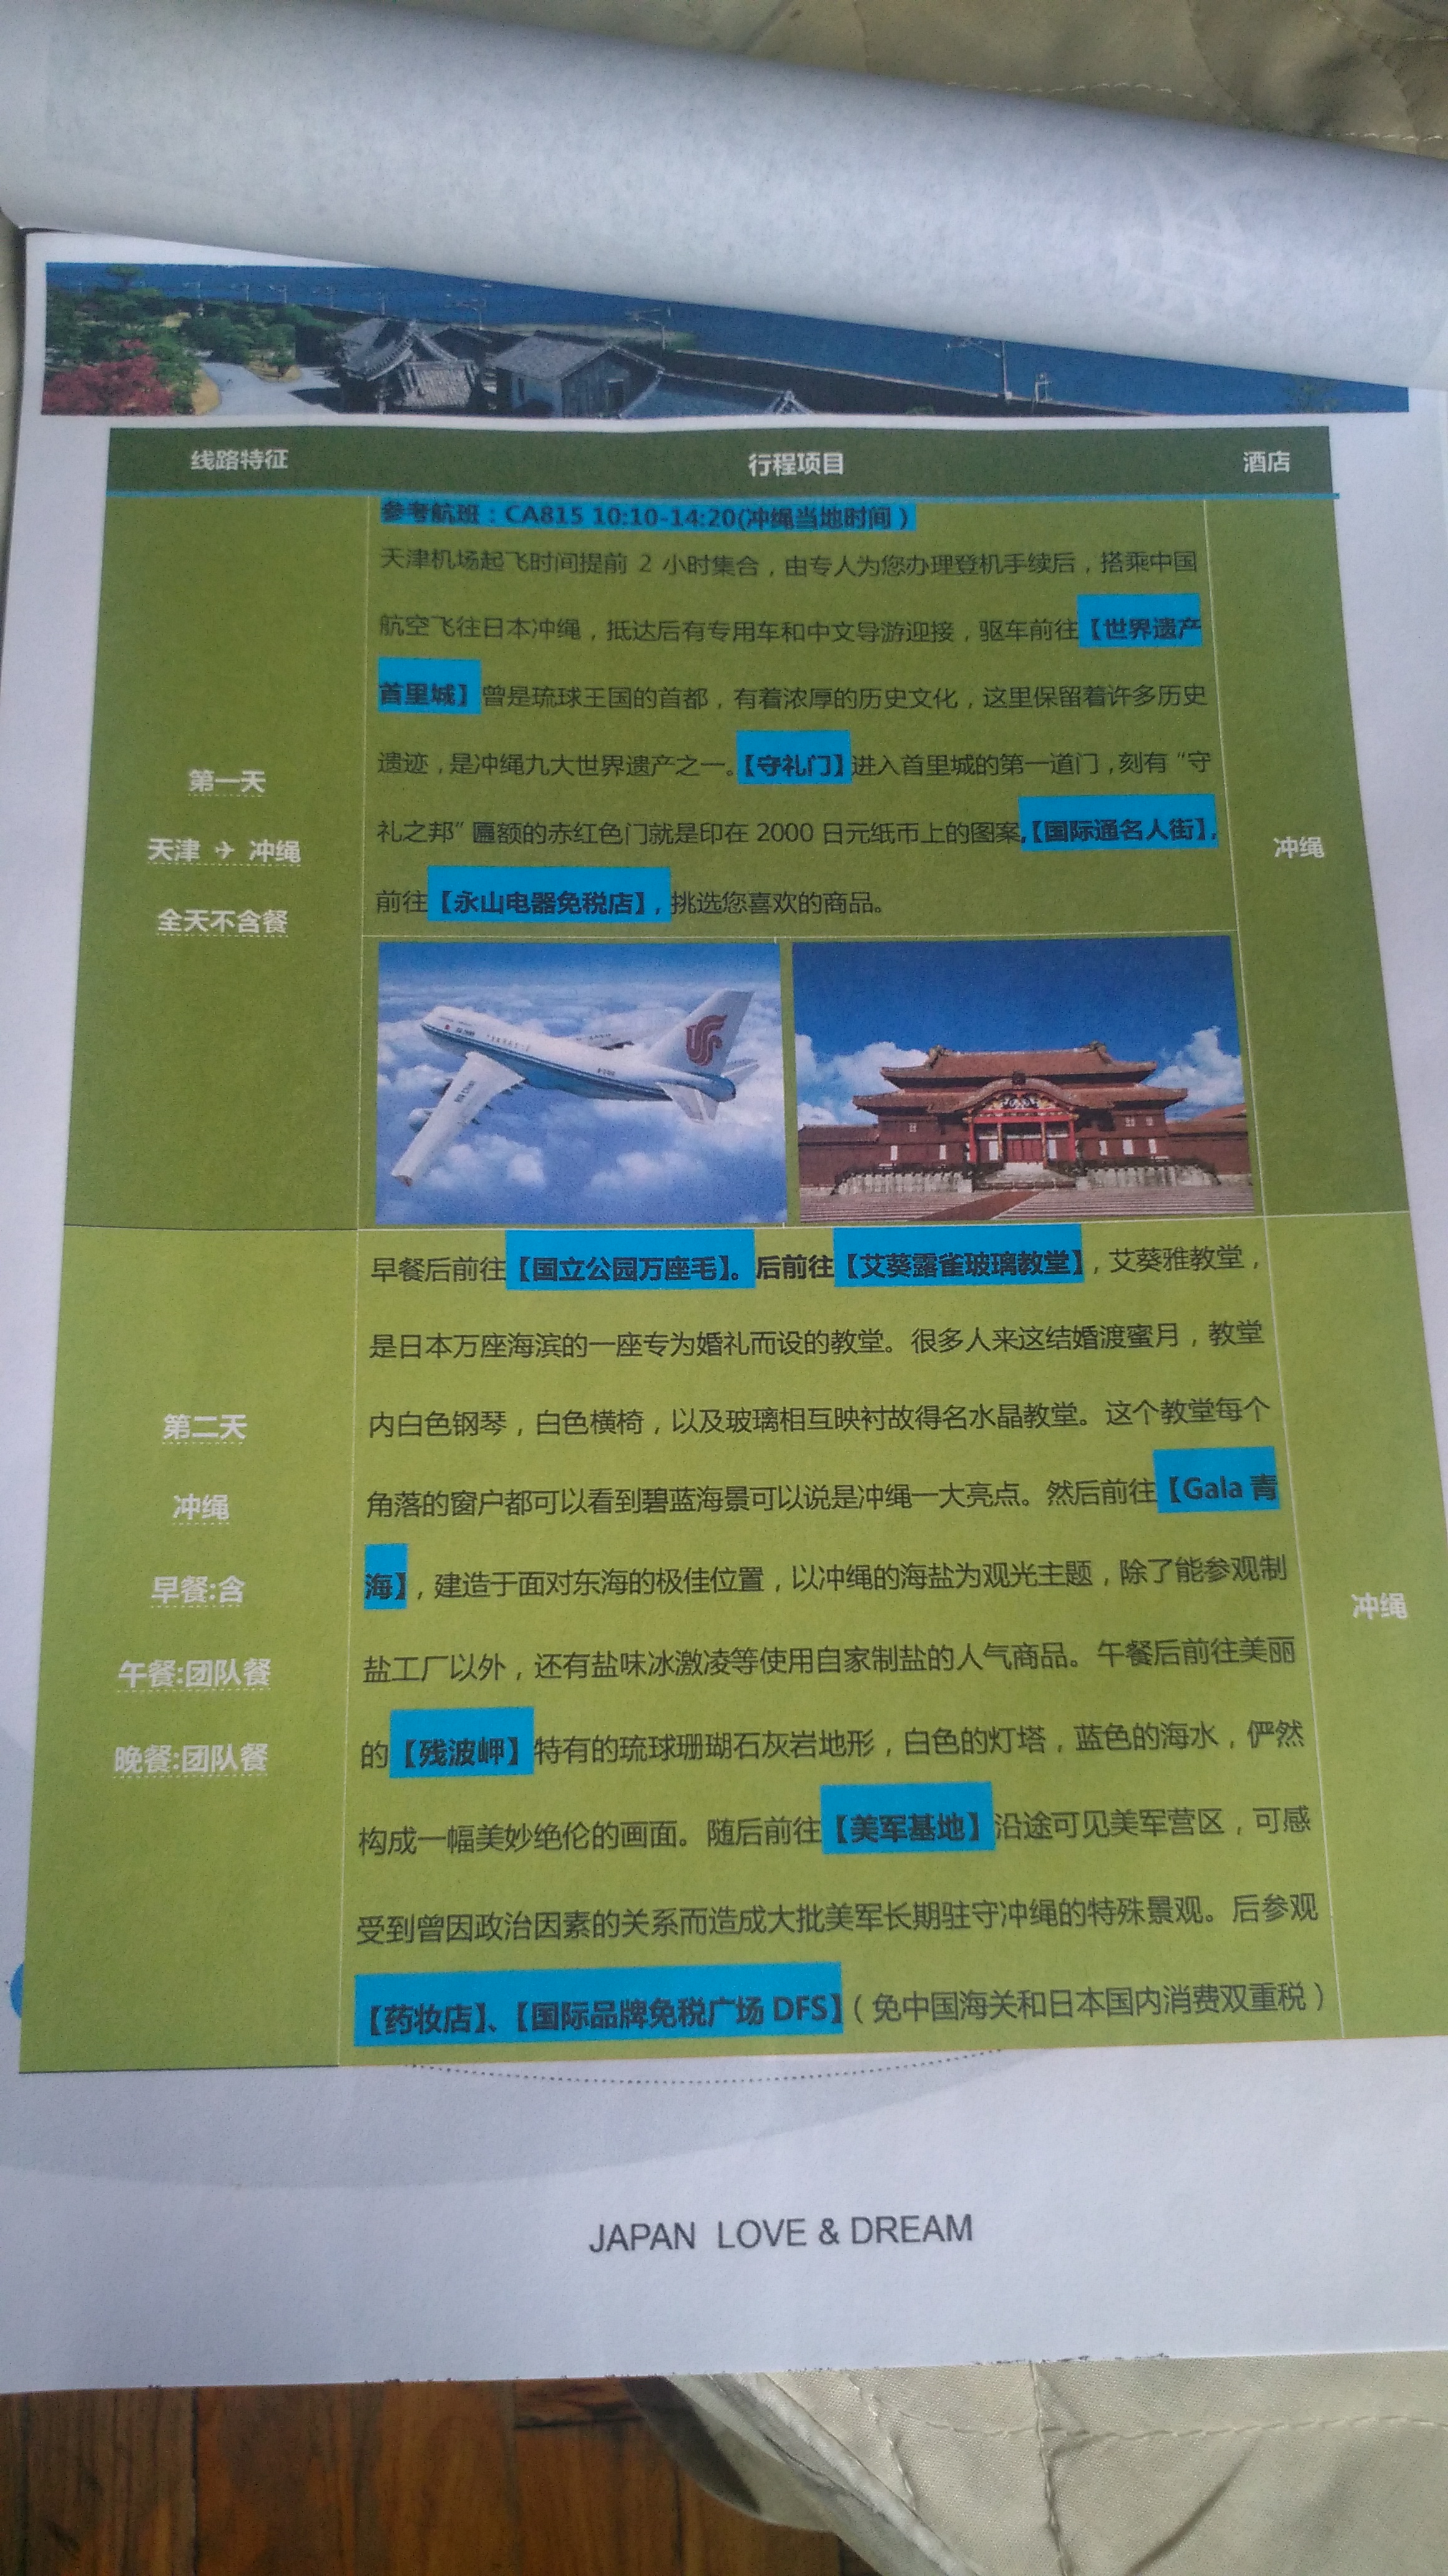 线路特征 行程项目 酒店
参考航班：CA815 10:10-14:20(冲绳当地时间）
天津机场起飞时间提前 2 小时集合，由专人为您办理登机手续后，搭乘中国
航空飞往日本冲绳，抵达后有专用车和中文导游迎接，驱车前往【世界遗产
首里城】曾是琉球王国的首都，有着浓厚的历史文化，这里保留着许多历史
遗迹，是冲绳九大世界遗产之一。【守礼门】进入首里城的第一道门，刻有“守
礼之邦”匾额的赤红色门就是印在 2000 日元纸币上的图案,【国际通名人街】,
前往【永山电器免税店】,挑选您喜欢的商品。
第一天
天津 ✈ 冲绳
全天不含餐
冲绳
早餐后前往【国立公园万座毛】。后前往【艾葵露雀玻璃教堂】，艾葵雅教堂，
是日本万座海滨的一座专为婚礼而设的教堂。很多人来这结婚渡蜜月，教堂
内白色钢琴，白色横椅，以及玻璃相互映衬故得名水晶教堂。这个教堂每个
角落的窗户都可以看到碧蓝海景可以说是冲绳一大亮点。然后前往【Gala 青
海】，建造于面对东海的极佳位置，以冲绳的海盐为观光主题，除了能参观制
盐工厂以外，还有盐味冰激凌等使用自家制盐的人气商品。午餐后前往美丽
的【残波岬】特有的琉球珊瑚石灰岩地形，白色的灯塔，蓝色的海水，俨然
构成一幅美妙绝伦的画面。随后前往【美军基地】沿途可见美军营区，可感
受到曾因政治因素的关系而造成大批美军长期驻守冲绳的特殊景观。后参观
【药妆店】、【国际品牌免税广场 DFS】（免中国海关和日本国内消费双重税）
第二天
冲绳
早餐:含
午餐:团队餐
晚餐:团队餐
冲绳
JAPAN LOVE & DREAM